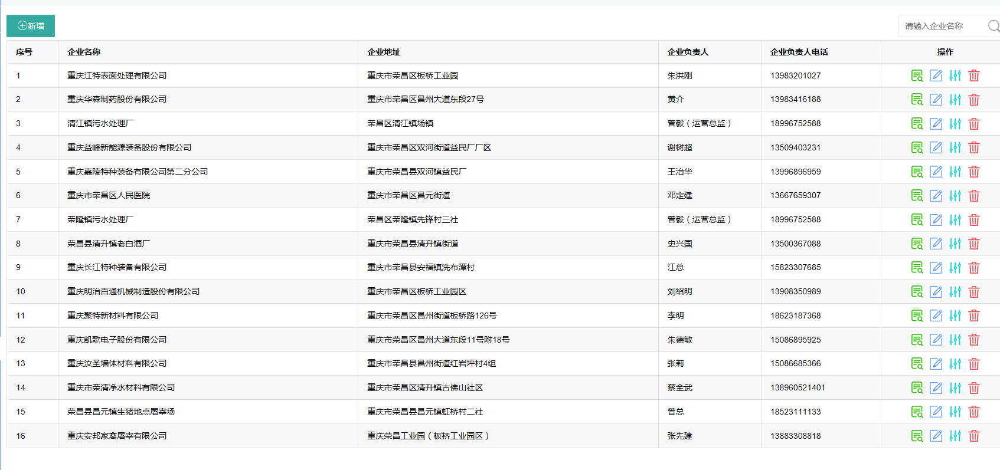 新增
请输入企业名称
序号 企业名称 企业地址 企业负责人 企业负责人电话 操作
1 重庆江特表面处理有限公司 重庆市荣昌区板桥工业园 朱洪刚 13983201027
2 重庆华森制药股份有限公司 重庆市荣昌区昌州大道东段27号 黄介 13983416188
3 清江镇污水处理厂 荣昌区清江镇场镇 曾毅（运营总监） 18996752588
4 重庆益峰新能源装备股份有限公司 重庆市荣昌区双河街道益民厂厂区 谢树超 13509403231
5 重庆嘉陵特种装备有限公司第二分公司 重庆市荣昌县双河镇益民厂 王治华 13996896959
6 重庆市荣昌区人民医院 重庆市荣昌区昌元街道 邓定建 13667659307
7 荣隆镇污水处理厂 荣昌区荣隆镇先锋村三社 曾毅（运营总监） 18996752588
8 荣昌县清升镇老白酒厂 重庆市荣昌县清升镇街道 史兴国 13500367088
9 重庆长江特种装备有限公司 重庆市荣昌县安福镇洗布潭村 江总 15823307685
10 重庆明治百通机械制造股份有限公司 重庆市荣昌区板桥工业园区 刘绍明 13908350989
11 重庆聚特新材料有限公司 重庆市荣昌区昌州街道板桥路126号 李明 18623187368
12 重庆凯歌电子股份有限公司 重庆市荣昌区昌州大道东段11号附18号 朱德敏 15086895925
13 重庆汝圣墙体材料有限公司 重庆市荣昌县昌州街道红岩坪村4组 张莉 15086685366
14 重庆市荣清净水材料有限公司 重庆市荣昌区清升镇古佛山社区 蔡全武 138960521401
15 荣昌县昌元镇生猪地点屠宰场 重庆市荣昌县昌元镇虹桥村二社 曾总 18523111133
16 重庆安邦家禽屠宰有限公司 重庆荣昌工业园（板桥工业园区） 张先建 13883308818